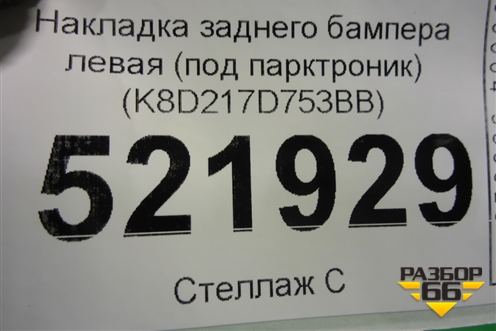 Накладка заднего бампера
левая (под парктроник)
(K8D217D753BB)
521929
Стеллаж С
РАЗБОР
66